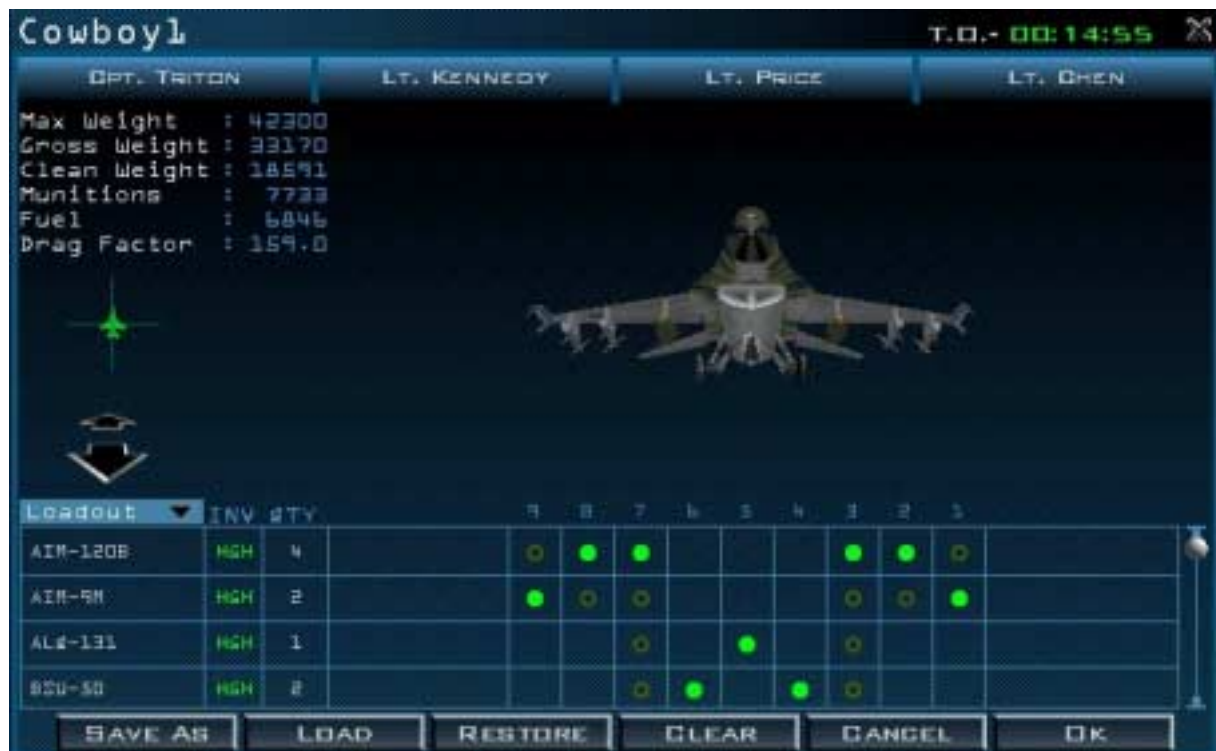 Cowboy1
T.O.- 00:14:55
CPT. TRITON LT. KENNEDY LT. PRICE LT. CHEN
Max Weight : 42300
Gross Weight : 33170
Clean Weight : 18591
Munitions : 7733
Fuel : 6846
Drag Factor : 159.0
Loadout INV QTY 9 8 7 6 5 4 3 2 1
AIM-120B HGH 4
AIM-9M HGH 2
ALQ-131 HGH 1
HGH 2
SAVE AS LOAD RESTORE CLEAR CANCEL OK